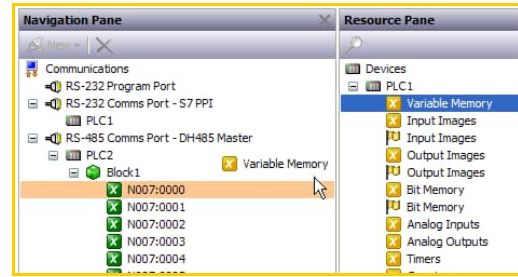 Navigation Pane
New
Communications
RS-232 Program Port
RS-232 Comms Port - S7 PPI
PLC1
RS-485 Comms Port - DH485 Master
PLC2
Block1
Variable Memory
N007:0000
N007:0001
N007:0002
N007:0003
N007:0004
Resource Pane
Devices
PLC1
Variable Memory
Input Images
Input Images
Output Images
Output Images
Bit Memory
Bit Memory
Analog Inputs
Analog Outputs
Timers